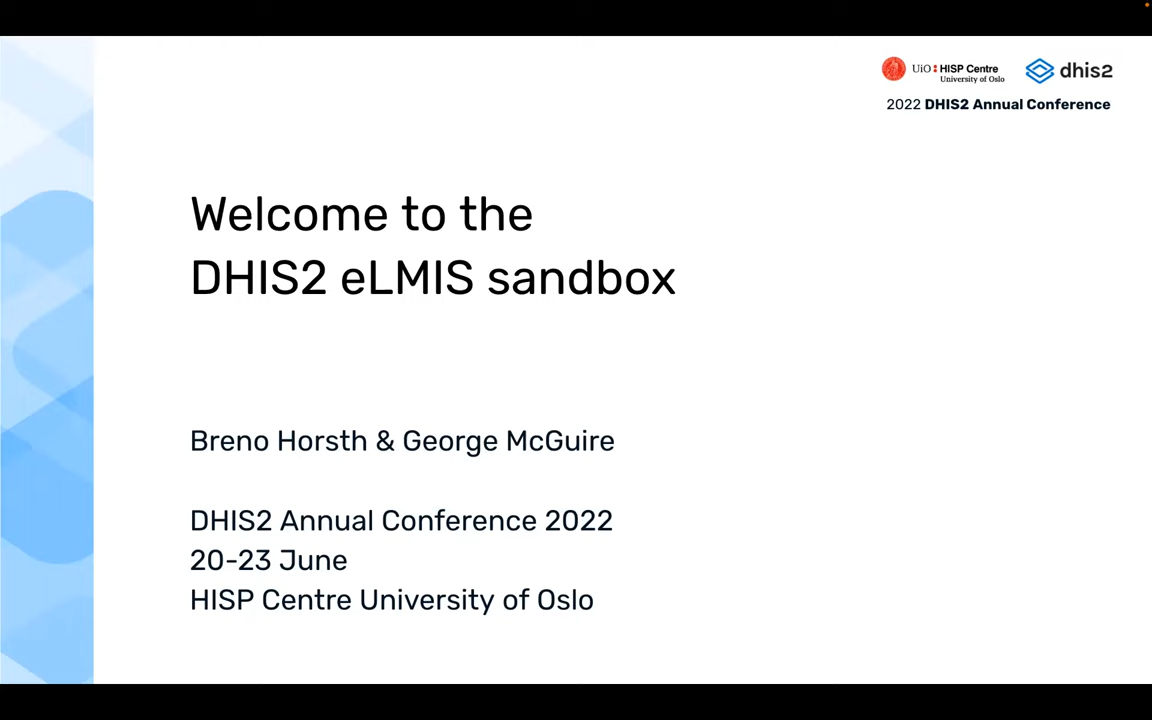 UiO: HISP Centre
University of Oslo
dhis2
2022 DHIS2 Annual Conference
Welcome to the
DHIS2 eLMIS sandbox
Breno Horsth & George McGuire
DHIS2 Annual Conference 2022
20-23 June
HISP Centre University of Oslo